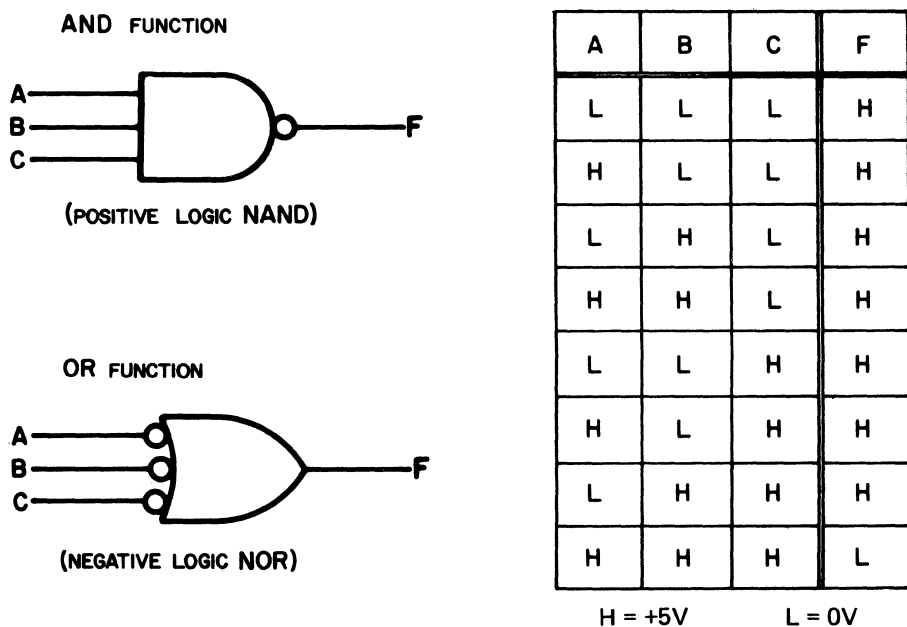 AND FUNCTION
A
B
C
F
(POSITIVE LOGIC NAND)
OR FUNCTION
A
B
C
F
(NEGATIVE LOGIC NOR)
A B C F
L L L H
H L L H
L H L H
H H L H
L L H H
H L H H
L H H H
H H H L
H = +5V L = 0V